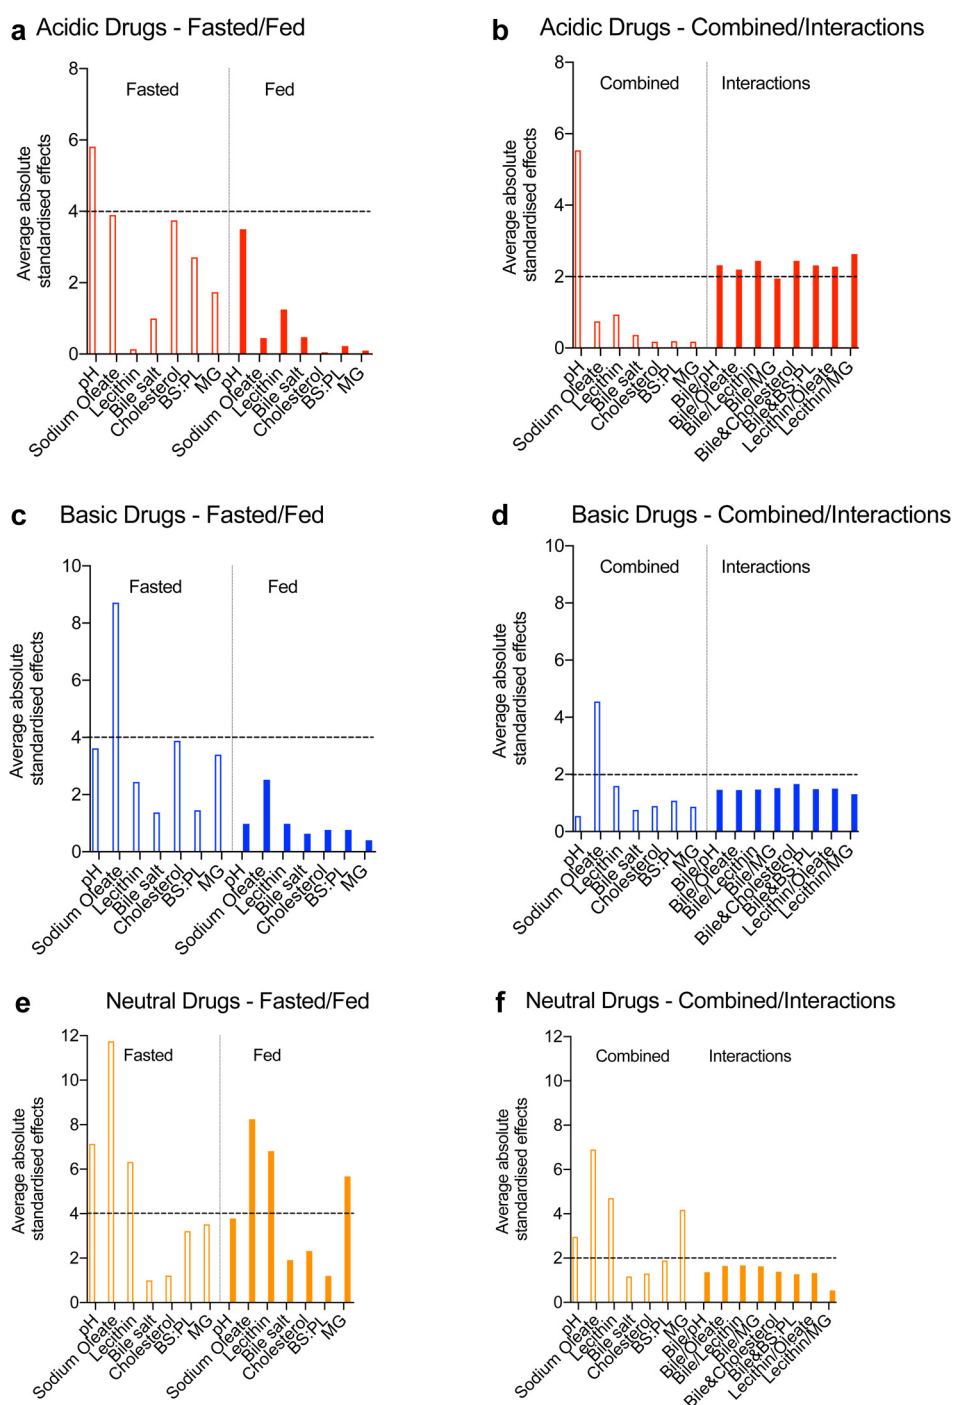 a Acidic Drugs - Fasted/Fed
Average absolute
standardised effects
8
6
4
2
0
Fasted
Fed
pH
Sodium Oleate
Lecithin
Bile salt
Cholesterol
BS:PL
MG
pH
Sodium Oleate
Lecithin
Bile salt
Cholesterol
BS:PL
MG
b Acidic Drugs - Combined/Interactions
Average absolute
standardised effects
8
6
4
2
0
Combined
Interactions
pH
Sodium Oleate
Lecithin
Bile salt
Cholesterol
BS:PL
MG
Bile/pH
Bile/Oleate
Bile/Lecithin
Bile/MG
Bile&Cholesterol
Bile&BS:PL
Lecithin/Oleate
Lecithin/MG
c Basic Drugs - Fasted/Fed
Average absolute
standardised effects
10
8
6
4
2
0
Fasted
Fed
pH
Sodium Oleate
Lecithin
Bile salt
Cholesterol
BS:PL
MG
pH
Sodium Oleate
Lecithin
Bile salt
Cholesterol
BS:PL
MG
d Basic Drugs - Combined/Interactions
Average absolute
standardised effects
10
8
6
4
2
0
Combined
Interactions
pH
Sodium Oleate
Lecithin
Bile salt
Cholesterol
BS:PL
MG
Bile/pH
Bile/Oleate
Bile/Lecithin
Bile/MG
Bile&Cholesterol
Bile&BS:PL
Lecithin/Oleate
Lecithin/MG
e Neutral Drugs - Fasted/Fed
Average absolute
standardised effects
12
10
8
6
4
2
0
Fasted
Fed
pH
Sodium Oleate
Lecithin
Bile salt
Cholesterol
BS:PL
MG
pH
Sodium Oleate
Lecithin
Bile salt
Cholesterol
BS:PL
MG
f Neutral Drugs - Combined/Interactions
Average absolute
standardised effects
12
10
8
6
4
2
0
Combined
Interactions
pH
Sodium Oleate
Lecithin
Bile salt
Cholesterol
BS:PL
MG
Bile/pH
Bile/Oleate
Bile/Lecithin
Bile/MG
Bile&Cholesterol
Bile&BS:PL
Lecithin/Oleate
Lecithin/MG